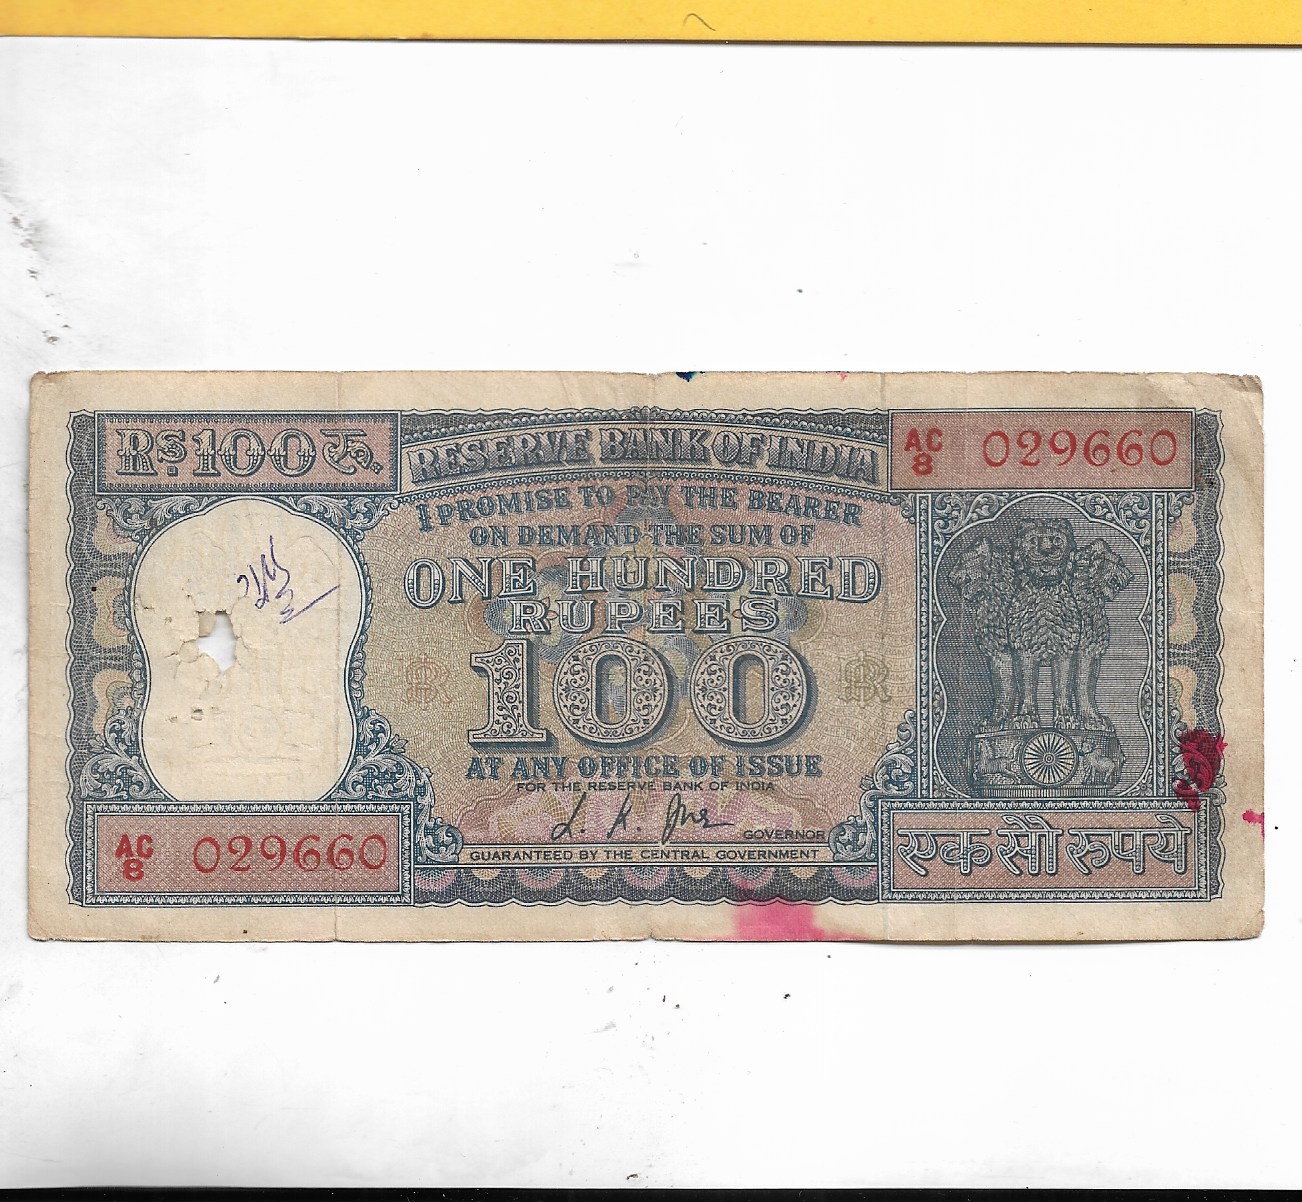 RS. 100 रु.
RESERVE BANK OF INDIA
AC
8 029660
I PROMISE TO PAY THE BEARER
ON DEMAND THE SUM OF
ONE HUNDRED
RUPEES
100
AT ANY OFFICE OF ISSUE
FOR THE RESERVE BANK OF INDIA
GOVERNOR
GUARANTEED BY THE CENTRAL GOVERNMENT
AC
8 029660
एक सौ रुपये